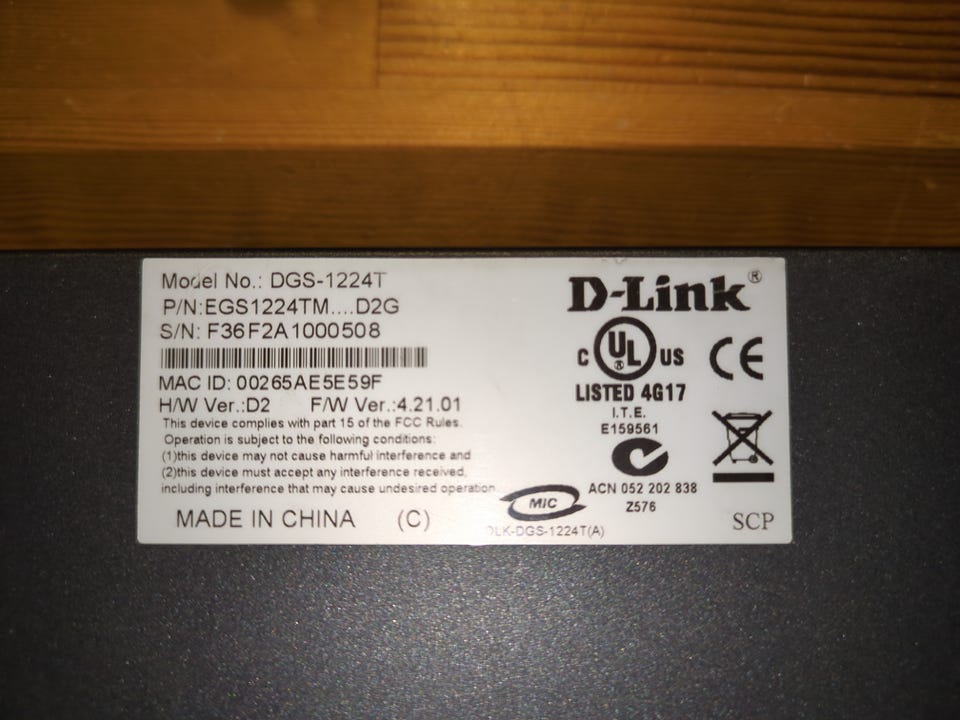 Model No.: DGS-1224T
P/N:EGS1224TM....D2G
S/N: F36F2A1000508
MAC ID: 00265AE5E59F
H/W Ver.:D2 F/W Ver.:4.21.01
This device complies with part 15 of the FCC Rules.
Operation is subject to the following conditions:
(1)this device may not cause harmful interference and
(2)this device must accept any interference received,
including interference that may cause undesired operation.
MADE IN CHINA (C)
D-Link®
C UL® US CE
LISTED 4G17
I.T.E.
E159561
ACN 052 202 838
Z576
MIC
DLK-DGS-1224T(A)
SCP